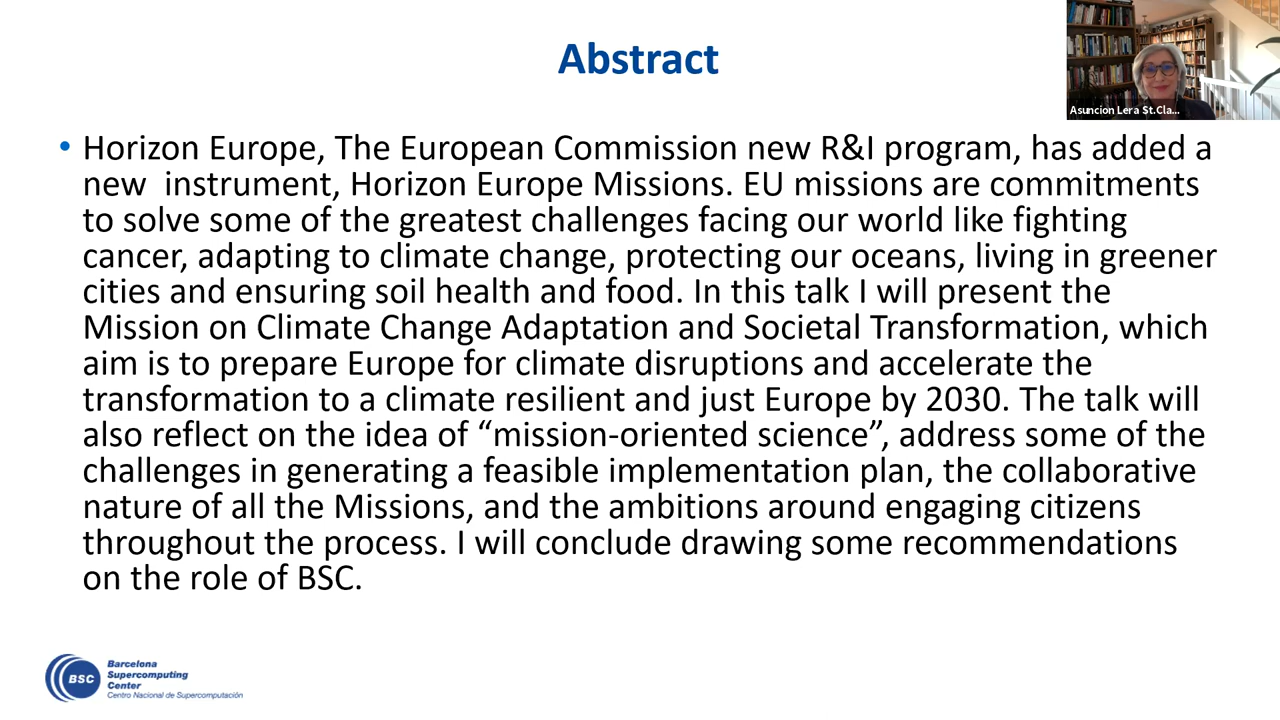 Abstract
Asuncion Lera St.Cla...
• Horizon Europe, The European Commission new R&I program, has added a
new  instrument, Horizon Europe Missions. EU missions are commitments
to solve some of the greatest challenges facing our world like fighting
cancer, adapting to climate change, protecting our oceans, living in greener
cities and ensuring soil health and food. In this talk I will present the
Mission on Climate Change Adaptation and Societal Transformation, which
aim is to prepare Europe for climate disruptions and accelerate the
transformation to a climate resilient and just Europe by 2030. The talk will
also reflect on the idea of “mission-oriented science”, address some of the
challenges in generating a feasible implementation plan, the collaborative
nature of all the Missions, and the ambitions around engaging citizens
throughout the process. I will conclude drawing some recommendations
on the role of BSC.
BSC
Barcelona
Supercomputing
Center
Centro Nacional de Supercomputación